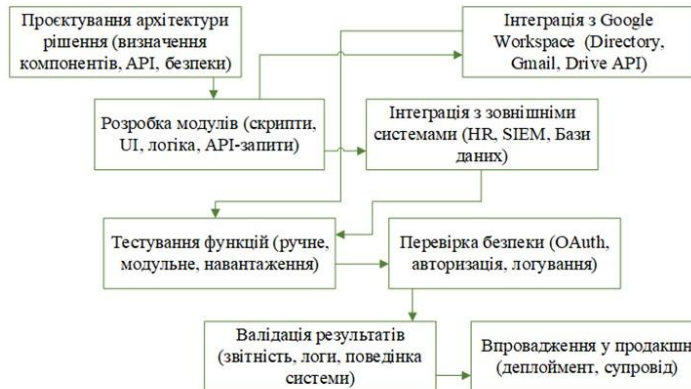 Проєктування архітектури
рішення (визначення
компонентів, API, безпеки)
Інтеграція з Google
Workspace (Directory,
Gmail, Drive API)
Розробка модулів (скрипти,
UI, логіка, API-запити)
Інтеграція з зовнішніми
системами (HR, SIEM, Бази
даних)
Тестування функцій (ручне,
модульне, навантаження)
Перевірка безпеки (OAuth,
авторизація, логування)
Валідація результатів
(звітність, логи, поведінка
системи)
Впровадження у продакшн
(деплоймент, супровід)